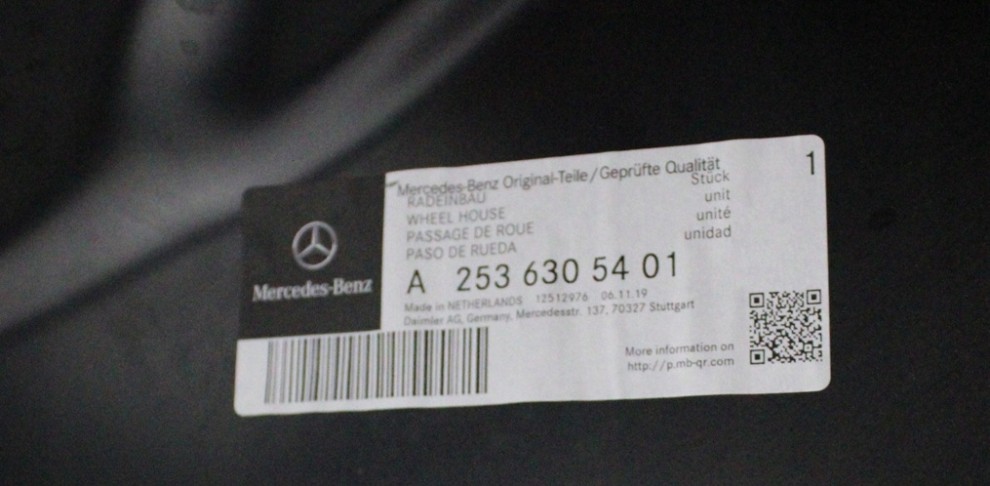 Mercedes-Benz Original-Teile/Geprüfte Qualität
1
RADEINBAU
Stück
WHEEL HOUSE
unit
PASSAGE DE ROUE
unité
PASO DE RUEDA
unidad
A 253 630 54 01
Made in NETHERLANDS 12512976 06.11.19
Daimler AG, Germany, Mercedesstr. 137, 70327 Stuttgart
Mercedes-Benz
More information on
http://p.mb-qr.com